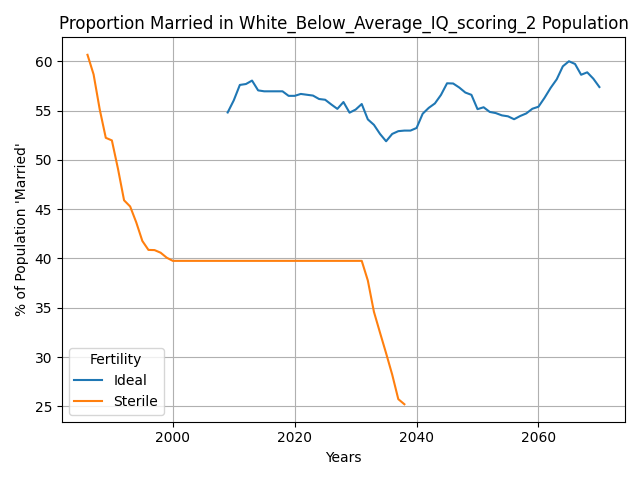 Proportion Married in White_Below_Average_IQ_scoring_2 Population
% of Population 'Married'
60
55
50
45
40
35
30
25
Fertility
Ideal
Sterile
2000
2020
2040
2060
Years